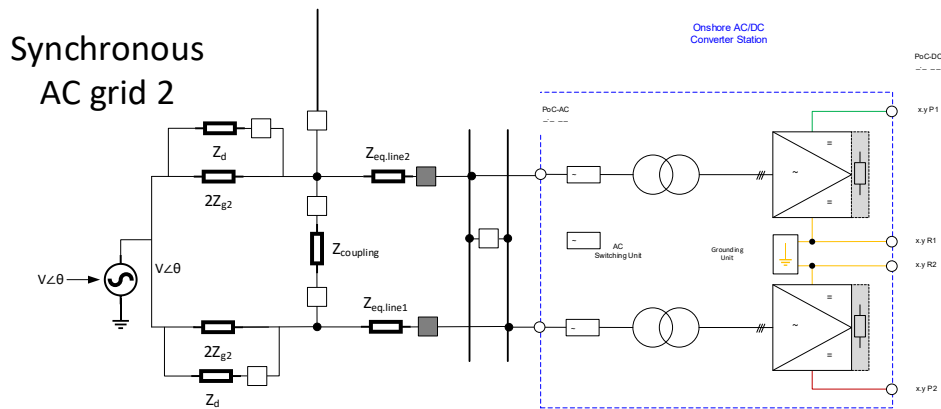 Synchronous
AC grid 2
Onshore AC/DC
Converter Station
PoC-DC
PoC-AC
x.y P1
Z_d
Z_eq.line2
2Z_g2
~
=
=
x.y R1
Z_coupling
AC
Switching Unit
Grounding
Unit
x.y R2
V∠θ
V∠θ
Z_eq.line1
2Z_g2
~
=
=
Z_d
x.y P2